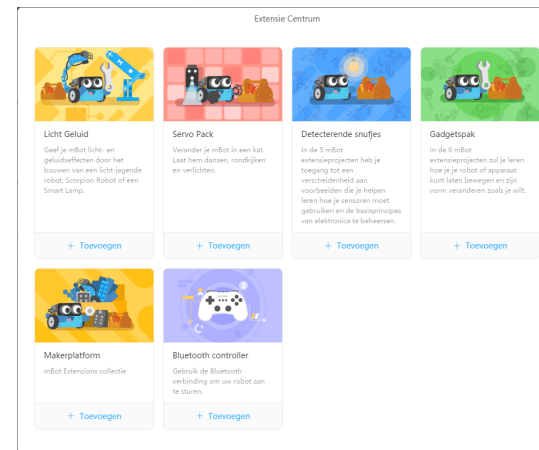 Extensie Centrum
Licht Geluid
Geef je mBot licht- en
geluidseffecten door het
bouwen van een licht-jagende
robot, Scorpion Robot of een
Smart Lamp.
+ Toevoegen
Servo Pack
Verander je mBot in een kat.
Laat hem dansen, rondkijken
en verlichten.
+ Toevoegen
Detecterende snufjes
In de 5 mBot
extensieprojecten heb je
toegang tot een
verscheidenheid aan
voorbeelden die je helpen
leren hoe je sensoren moet
gebruiken en de basisprincipes
van elektronica te beheersen.
+ Toevoegen
Gadgetspak
In de 6 mBot
extensieprojecten zul je leren
hoe je je robot of apparaat
kunt laten bewegen en zijn
vorm veranderen zoals je wilt.
+ Toevoegen
Makerplatform
mBot Extensions collectie
+ Toevoegen
Bluetooth controller
Gebruik de Bluetooth
verbinding om uw robot aan
te sturen.
+ Toevoegen